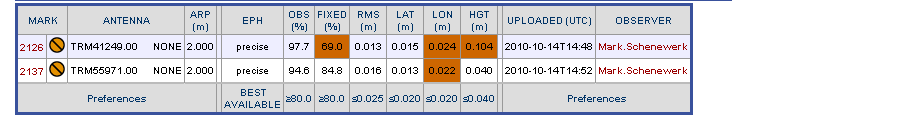 MARK ANTENNA ARP (m) EPH OBS (%) FIXED (%) RMS (m) LAT (m) LON (m) HGT (m) UPLOADED (UTC) OBSERVER
2126 TRM41249.00 NONE 2.000 precise 97.7 69.0 0.013 0.015 0.024 0.104 2010-10-14T14:48 Mark.Schenewerk
2137 TRM55971.00 NONE 2.000 precise 94.6 84.8 0.016 0.013 0.022 0.040 2010-10-14T14:52 Mark.Schenewerk
Preferences BEST AVAILABLE ≥80.0 ≥80.0 ≤0.025 ≤0.020 ≤0.020 ≤0.040 Preferences